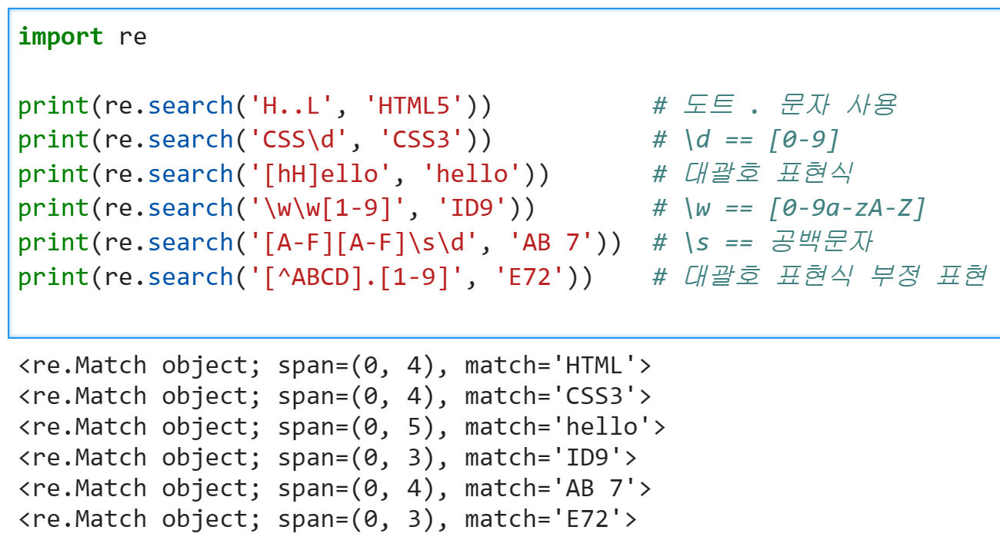 import re
print(re.search('H..L', 'HTML5'))           # 도트 . 문자 사용
print(re.search('CSS\d', 'CSS3'))           # \d == [0-9]
print(re.search('[hH]ello', 'hello'))       # 대괄호 표현식
print(re.search('\w\w[1-9]', 'ID9'))        # \w == [0-9a-zA-Z]
print(re.search('[A-F][A-F]\s\d', 'AB 7'))  # \s == 공백문자
print(re.search('[^ABCD].[1-9]', 'E72'))    # 대괄호 표현식 부정 표현
<re.Match object; span=(0, 4), match='HTML'>
<re.Match object; span=(0, 4), match='CSS3'>
<re.Match object; span=(0, 5), match='hello'>
<re.Match object; span=(0, 3), match='ID9'>
<re.Match object; span=(0, 4), match='AB 7'>
<re.Match object; span=(0, 3), match='E72'>